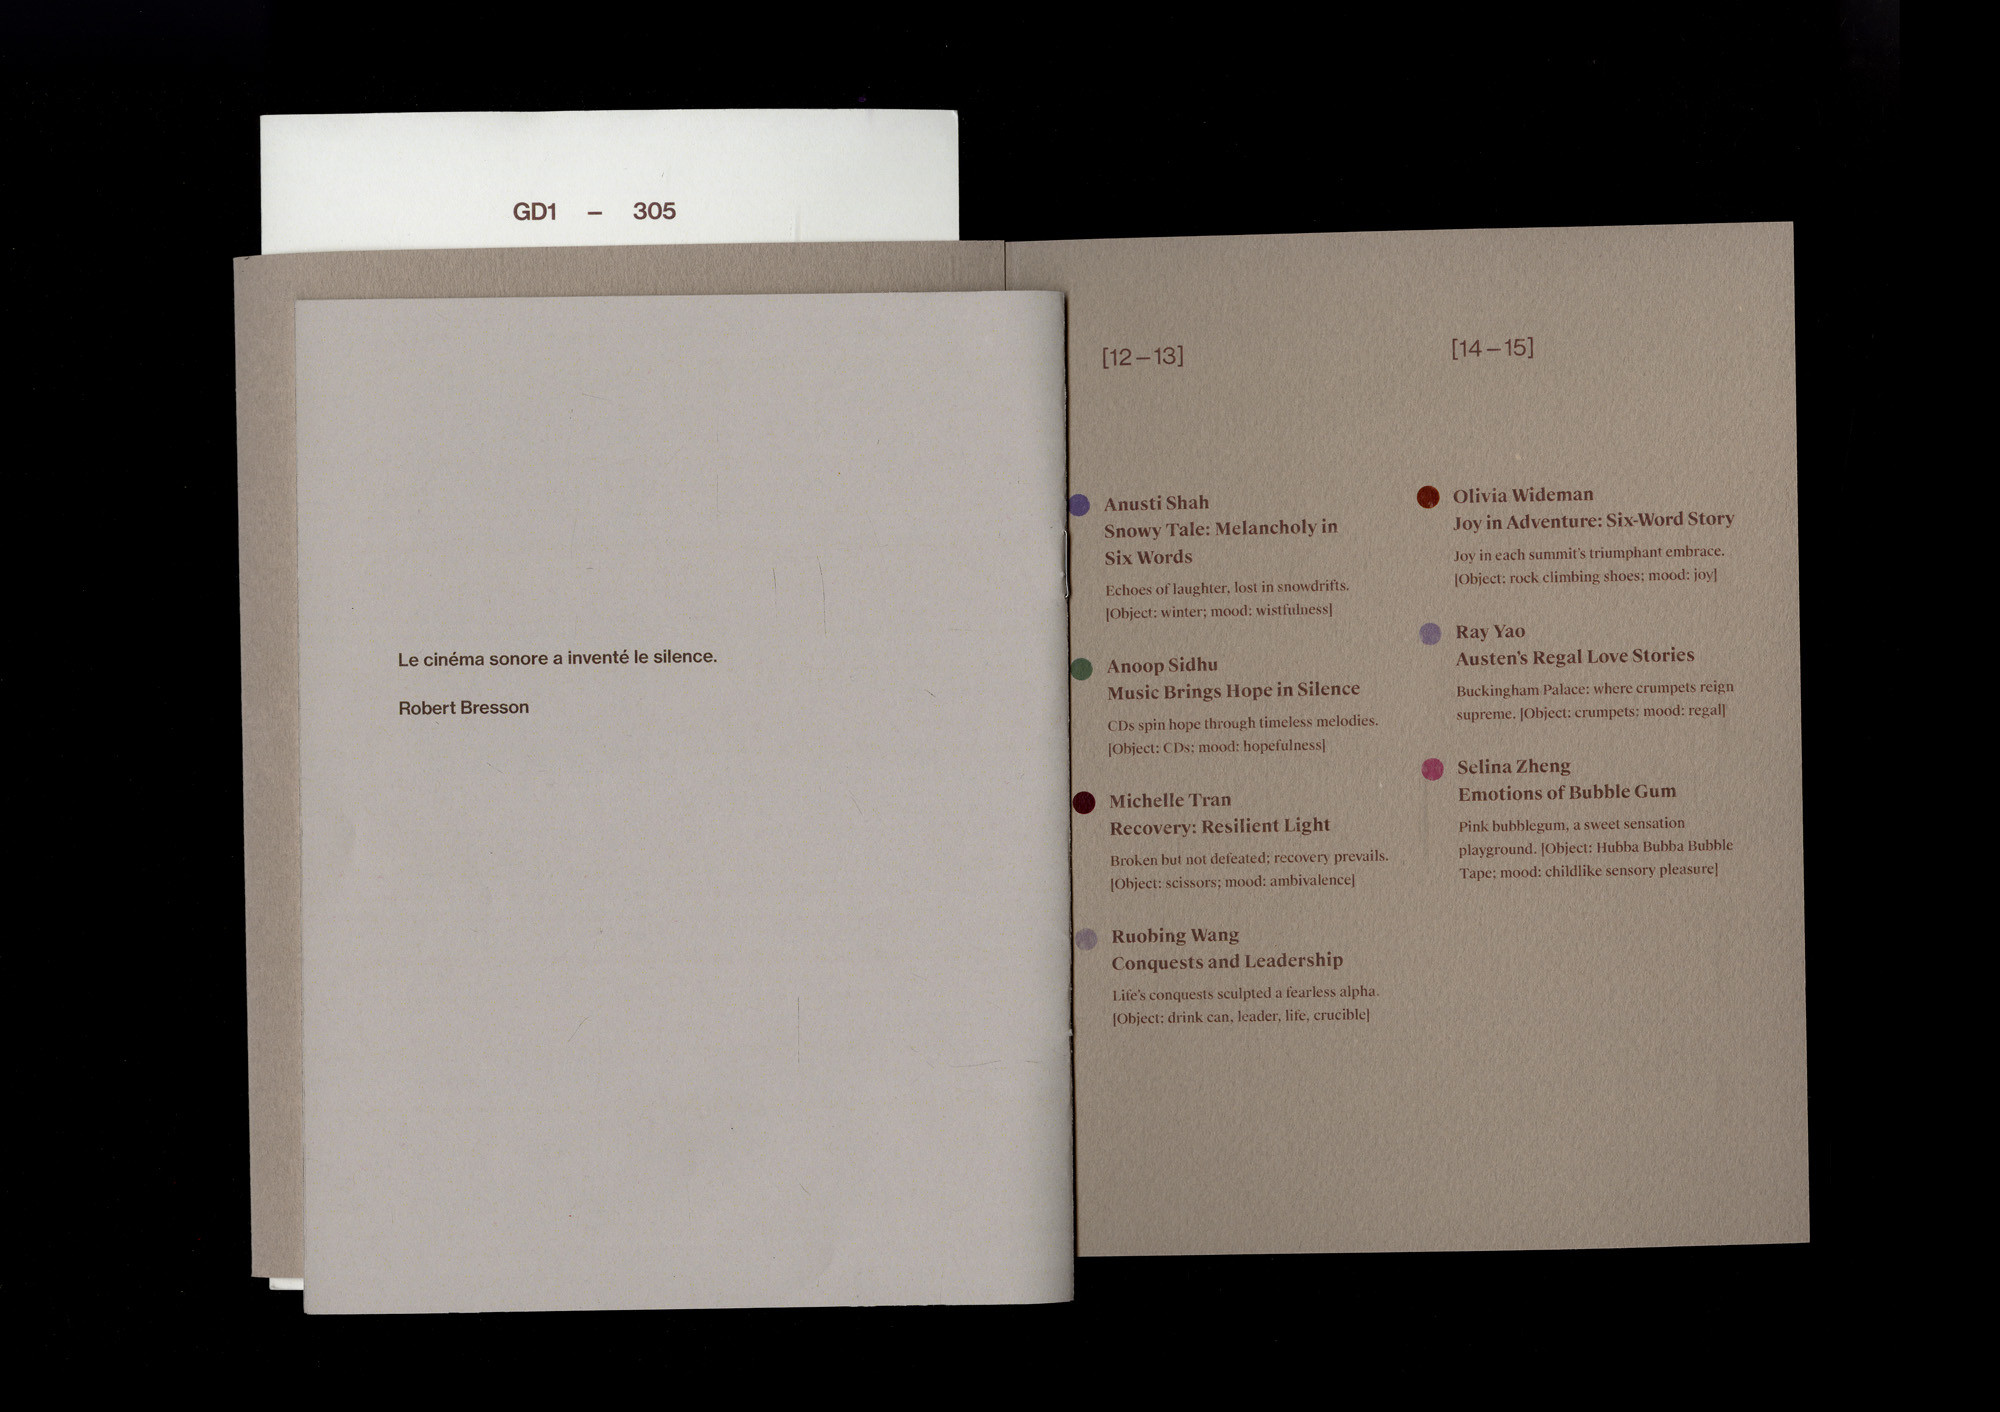 GD1 – 305
Le cinéma sonore a inventé le silence.
Robert Bresson
[12–13]
Anusti Shah
Snowy Tale: Melancholy in
Six Words
Echoes of laughter, lost in snowdrifts.
[Object: winter; mood: wistfulness]
Anoop Sidhu
Music Brings Hope in Silence
CDs spin hope through timeless melodies.
[Object: CDs; mood: hopefulness]
Michelle Tran
Recovery: Resilient Light
Broken but not defeated; recovery prevails.
[Object: scissors; mood: ambivalence]
Ruobing Wang
Conquests and Leadership
Life's conquests sculpted a fearless alpha.
[Object: drink can, leader, life, crucible]
[14–15]
Olivia Wideman
Joy in Adventure: Six-Word Story
Joy in each summit's triumphant embrace.
[Object: rock climbing shoes; mood: joy]
Ray Yao
Austen's Regal Love Stories
Buckingham Palace: where crumpets reign
supreme. [Object: crumpets; mood: regal]
Selina Zheng
Emotions of Bubble Gum
Pink bubblegum, a sweet sensation
playground. [Object: Hubba Bubba Bubble
Tape; mood: childlike sensory pleasure]